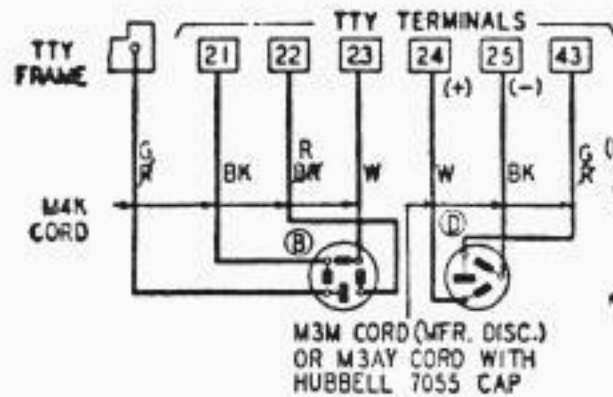 TTY TERMINALS
TTY
FRAME
21
22
23
24
25
43
(+)
(-)
G
R
BK
R
W
W
BK
G
M4K
CORD
B
D
M3M CORD (MFR. DISC.)
OR M3AY CORD WITH
HUBBELL 7055 CAP